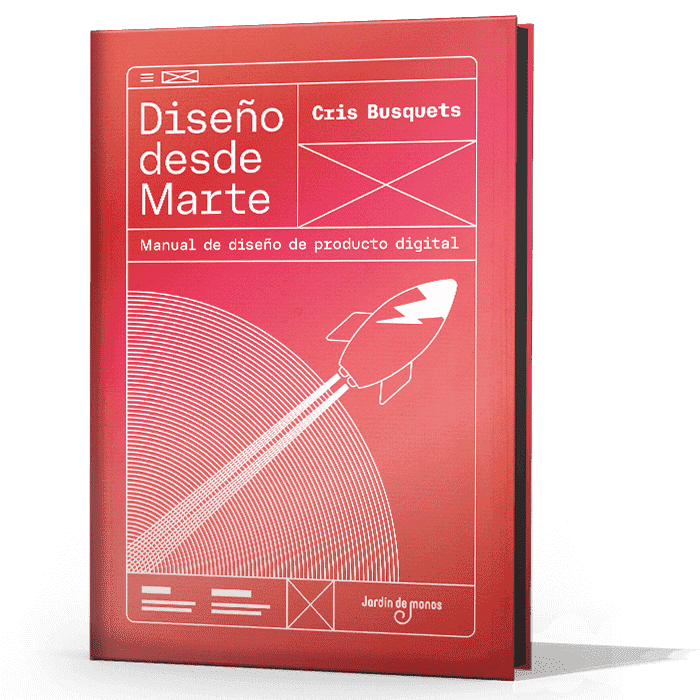 Diseño
desde
Marte
Cris Busquets
Manual de diseño de producto digital
Jardín de monos